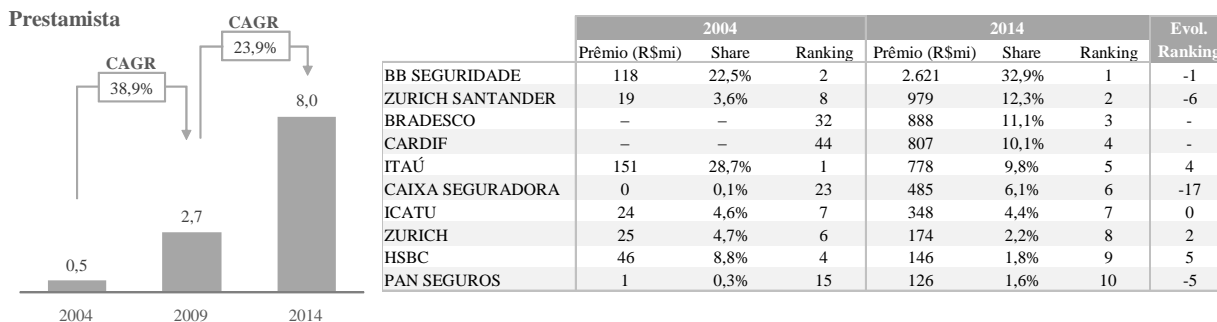 Prestamista
CAGR
23,9%
CAGR
38,9%
8,0
2,7
0,5
2004 2009 2014
2004 2014 Evol.
Prêmio (R$mi) Share Ranking Prêmio (R$mi) Share Ranking Ranking
BB SEGURIDADE 118 22,5% 2 2.621 32,9% 1 -1
ZURICH SANTANDER 19 3,6% 8 979 12,3% 2 -6
BRADESCO – – 32 888 11,1% 3 -
CARDIF – – 44 807 10,1% 4 -
ITAÚ 151 28,7% 1 778 9,8% 5 4
CAIXA SEGURADORA 0 0,1% 23 485 6,1% 6 -17
ICATU 24 4,6% 7 348 4,4% 7 0
ZURICH 25 4,7% 6 174 2,2% 8 2
HSBC 46 8,8% 4 146 1,8% 9 5
PAN SEGUROS 1 0,3% 15 126 1,6% 10 -5